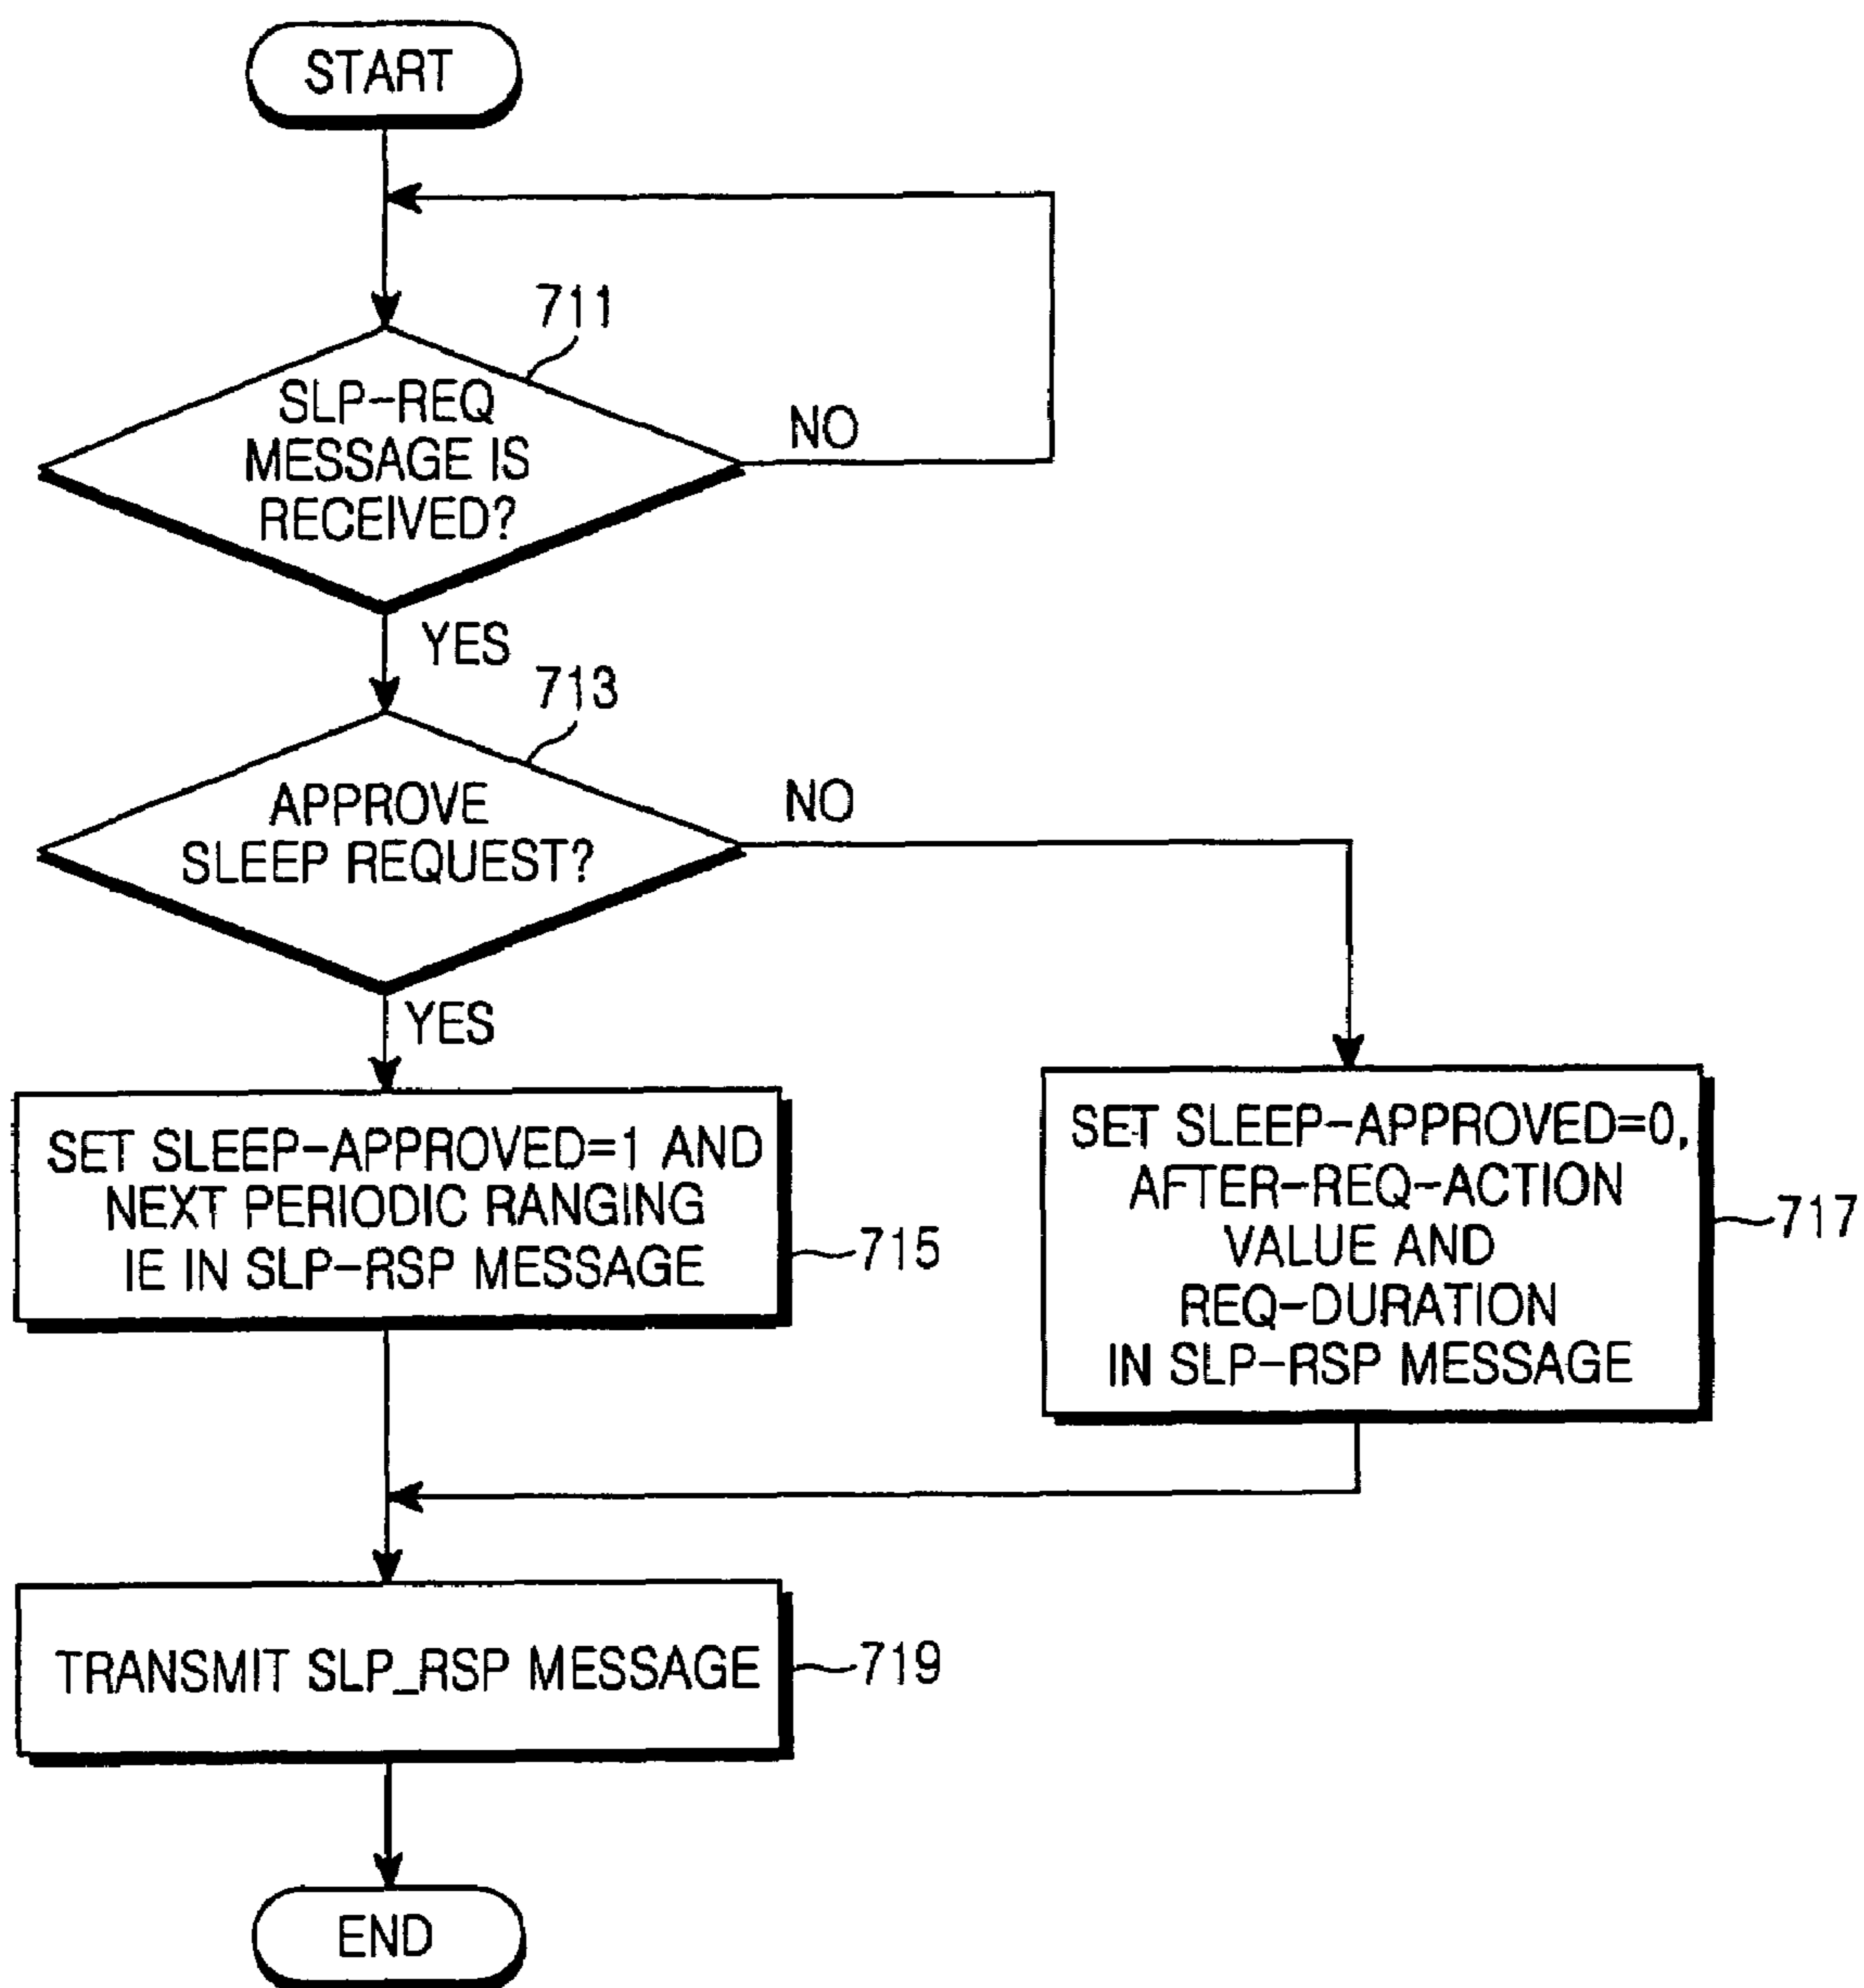 START
711
SLP-REQ
MESSAGE IS
RECEIVED?
NO
YES
713
APPROVE
SLEEP REQUEST?
NO
YES
SET SLEEP-APPROVED=1 AND
NEXT PERIODIC RANGING
IE IN SLP-RSP MESSAGE
715
SET SLEEP-APPROVED=0,
AFTER-REQ-ACTION
VALUE AND
REQ-DURATION
IN SLP-RSP MESSAGE
717
TRANSMIT SLP_RSP MESSAGE
719
END